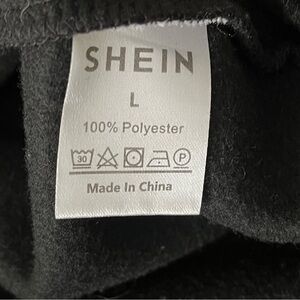 SHEIN
L
100% Polyester
30 P
Made In China